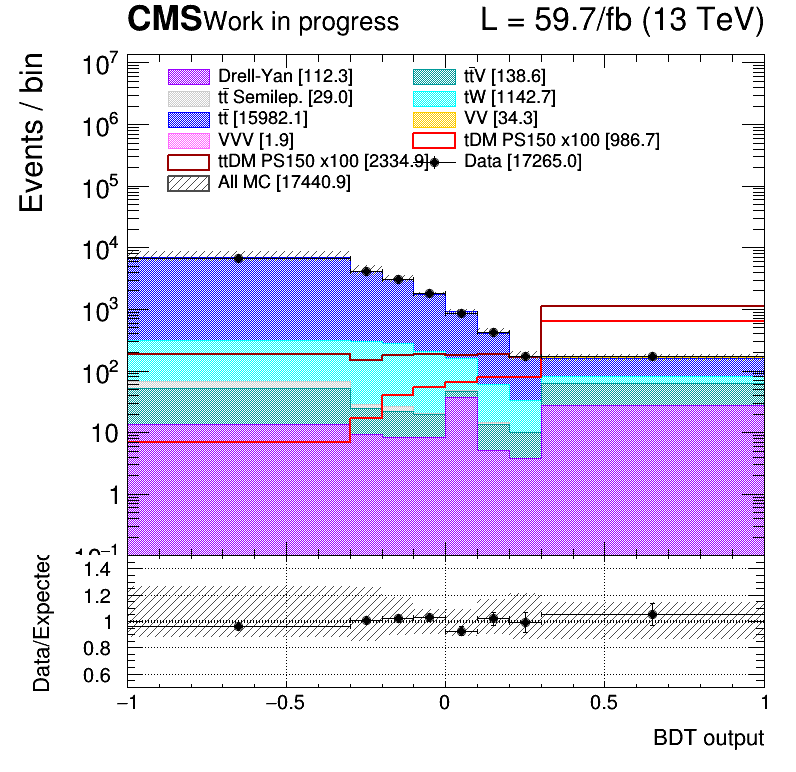 CMS Work in progress L = 59.7/fb (13 TeV)
Events / bin
10⁷
10⁶
10⁵
10⁴
10³
10²
10
1
10⁻¹
Drell-Yan [112.3] tt̄V [138.6]
tt̄ Semilep. [29.0] tW [1142.7]
tt̄ [15982.1] VV [34.3]
VVV [1.9] tDM PS150 x100 [986.7]
ttDM PS150 x100 [2334.9] Data [17265.0]
All MC [17440.9]
Data/Expected
1.4
1.2
1
0.8
0.6
−1 −0.5 0 0.5 1
BDT output